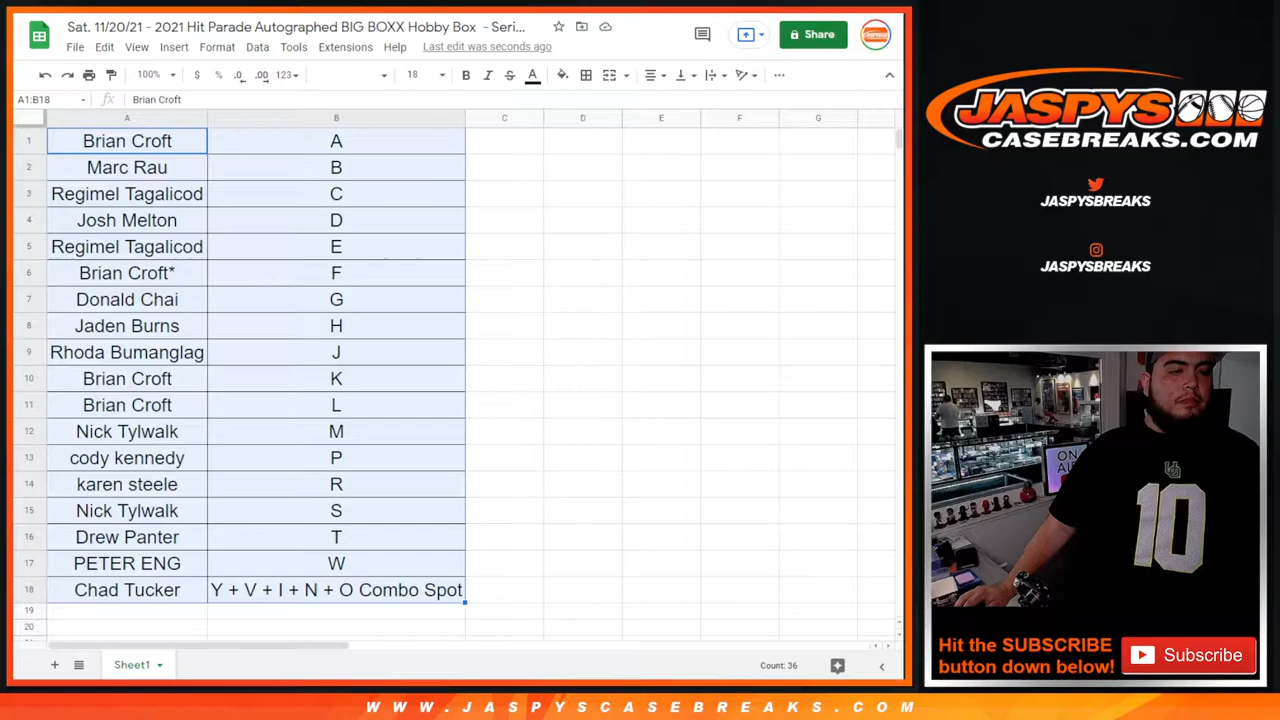 Sat. 11/20/21 - 2021 Hit Parade Autographed BIG BOXX Hobby Box - Seri...
File Edit View Insert Format Data Tools Extensions Help Last edit was seconds ago
Share
100% $ % .0 .00 123 18 B I S A
A1:B18 fx Brian Croft
A B C D E F G
1 Brian Croft A
2 Marc Rau B
3 Regimel Tagalicod C
4 Josh Melton D
5 Regimel Tagalicod E
6 Brian Croft* F
7 Donald Chai G
8 Jaden Burns H
9 Rhoda Bumanglag J
10 Brian Croft K
11 Brian Croft L
12 Nick Tylwalk M
13 cody kennedy P
14 karen steele R
15 Nick Tylwalk S
16 Drew Panter T
17 PETER ENG W
18 Chad Tucker Y + V + I + N + O Combo Spot
19
20
Sheet1
Count: 36
JASPYS
CASEBREAKS.COM
JASPYSBREAKS
JASPYSBREAKS
ON
AIR
10
Hit the SUBSCRIBE
button down below!
Subscribe
WWW.JASPYSCASEBREAKS.COM